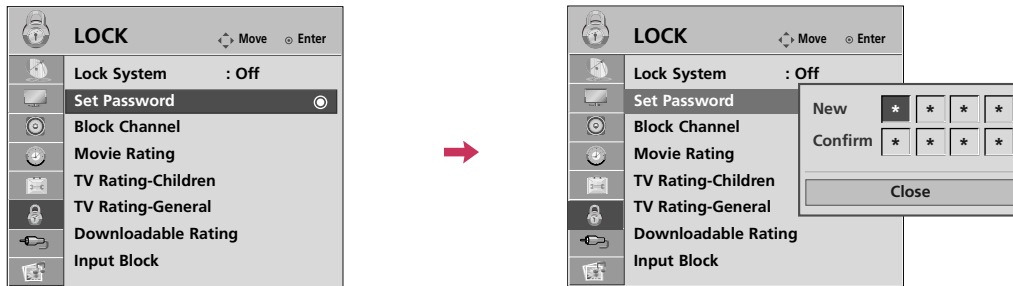 LOCK Move Enter
Lock System : Off
Set Password
Block Channel
Movie Rating
TV Rating-Children
TV Rating-General
Downloadable Rating
Input Block
LOCK Move Enter
Lock System : Off
Set Password
Block Channel
Movie Rating
TV Rating-Children
TV Rating-General
Downloadable Rating
Input Block
New * * * *
Confirm * * * *
Close